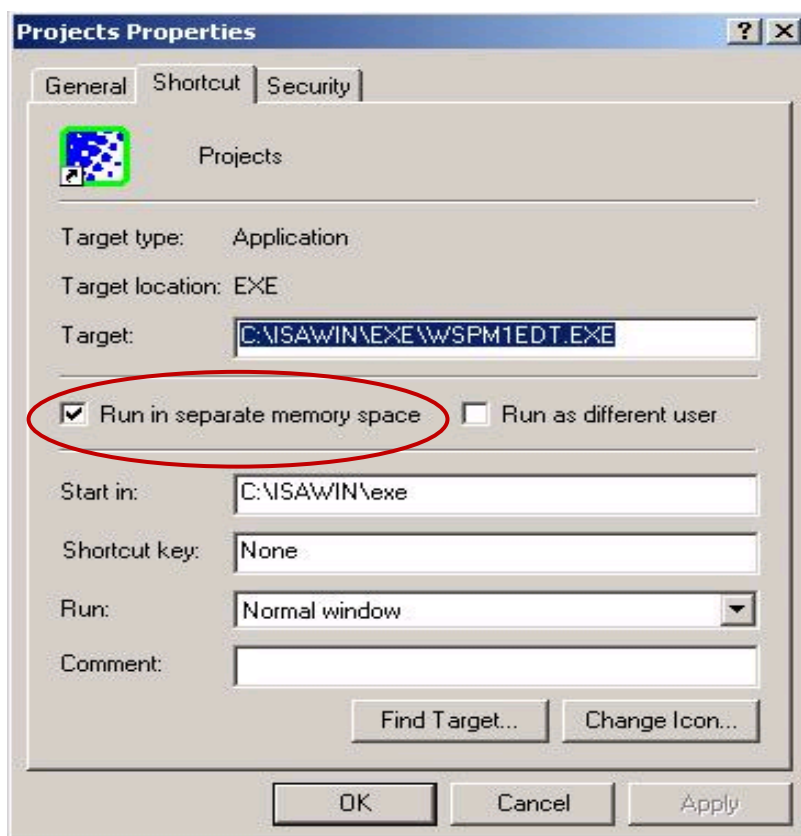 Projects Properties
General Shortcut Security
Projects
Target type: Application
Target location: EXE
Target: C:\ISAWIN\EXE\WSPM1EDT.EXE
Run in separate memory space Run as different user
Start in: C:\ISAWIN\exe
Shortcut key: None
Run: Normal window
Comment:
Find Target... Change Icon...
OK Cancel Apply